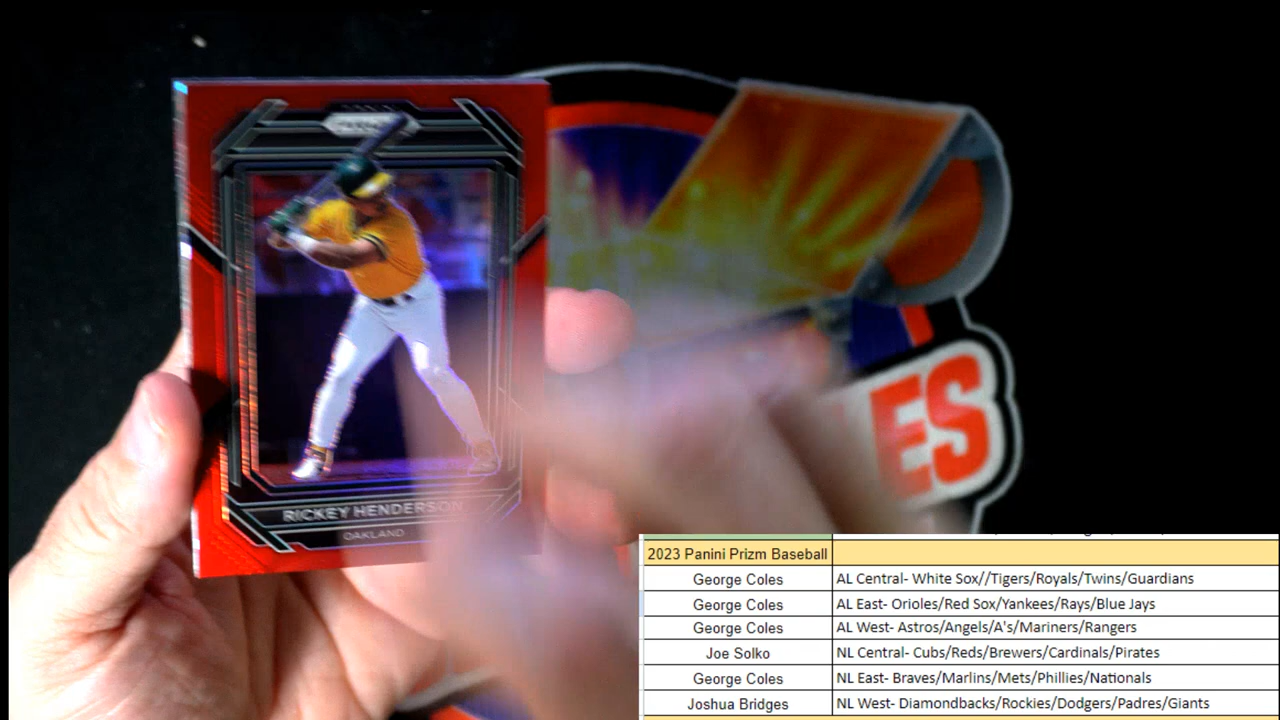 RICKEY HENDERSON
OAKLAND
ES
2023 Panini Prizm Baseball
George Coles AL Central- White Sox//Tigers/Royals/Twins/Guardians
George Coles AL East- Orioles/Red Sox/Yankees/Rays/Blue Jays
George Coles AL West- Astros/Angels/A's/Mariners/Rangers
Joe Solko NL Central- Cubs/Reds/Brewers/Cardinals/Pirates
George Coles NL East- Braves/Marlins/Mets/Phillies/Nationals
Joshua Bridges NL West- Diamondbacks/Rockies/Dodgers/Padres/Giants